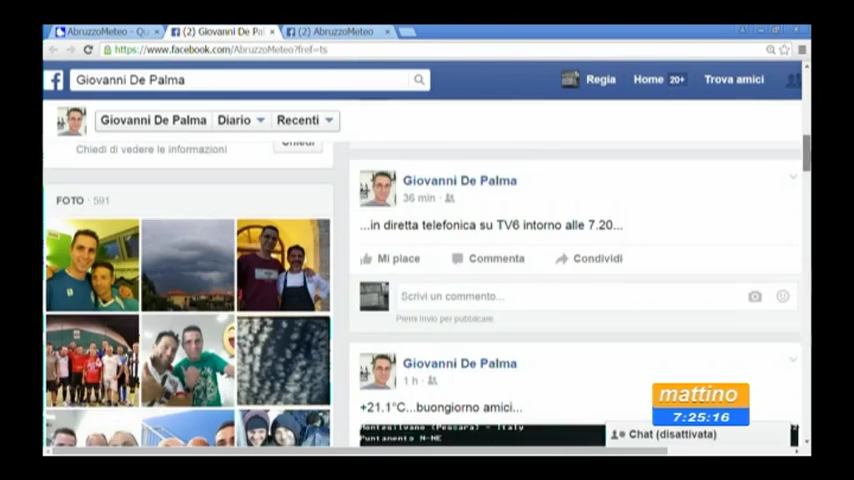 AbruzzoMeteo - Qu
(2) Giovanni De Pal
(2) AbruzzoMeteo
https://www.facebook.com/AbruzzoMeteo?fref=ts
Giovanni De Palma
Regia Home 20+ Trova amici
Giovanni De Palma Diario Recenti
Chiedi di vedere le informazioni
Chiedi
FOTO · 591
Giovanni De Palma
36 min ·
...in diretta telefonica su TV6 intorno alle 7.20...
Mi piace Commenta Condividi
Scrivi un commento...
Premi Invio per pubblicare.
Giovanni De Palma
1 h ·
+21.1°C...buongiorno amici...
Montesilvano (Pescara) - Italy
Puntamento N-NE
mattino
7:25:16
Chat (disattivata)